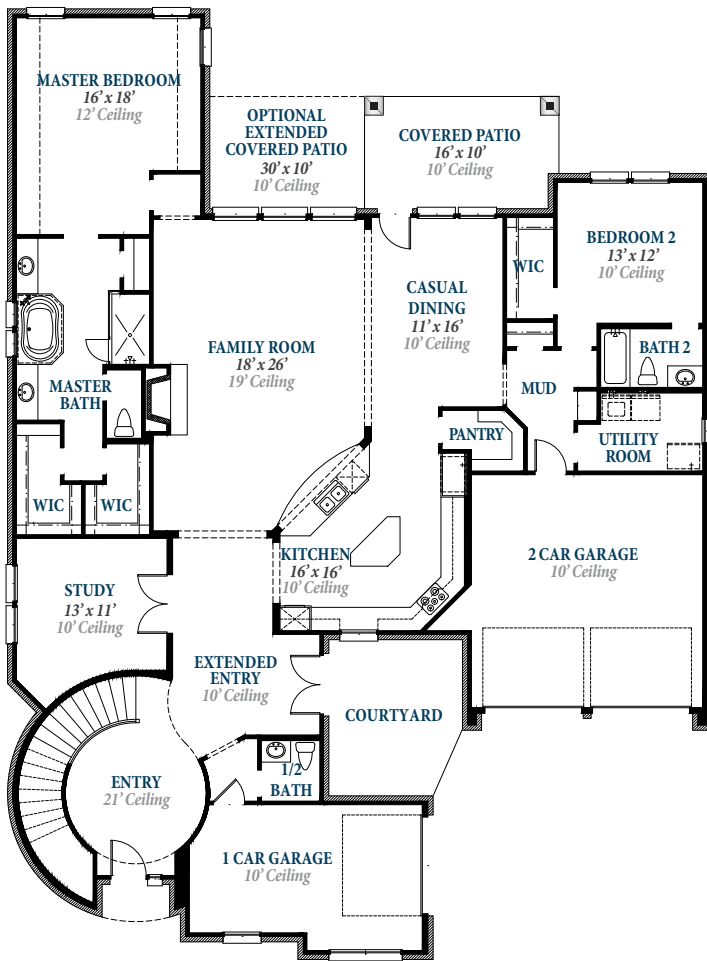 MASTER BEDROOM
16' x 18'
12' Ceiling
OPTIONAL
EXTENDED
COVERED PATIO
30' x 10'
10' Ceiling
COVERED PATIO
16' x 10'
10' Ceiling
BEDROOM 2
13' x 12'
10' Ceiling
WIC
CASUAL
DINING
11' x 16'
10' Ceiling
FAMILY ROOM
18' x 26'
19' Ceiling
BATH 2
MASTER
BATH
MUD
PANTRY
UTILITY
ROOM
WIC
WIC
KITCHEN
16' x 16'
10' Ceiling
2 CAR GARAGE
10' Ceiling
STUDY
13' x 11'
10' Ceiling
EXTENDED
ENTRY
10' Ceiling
COURTYARD
ENTRY
21' Ceiling
1/2
BATH
1 CAR GARAGE
10' Ceiling